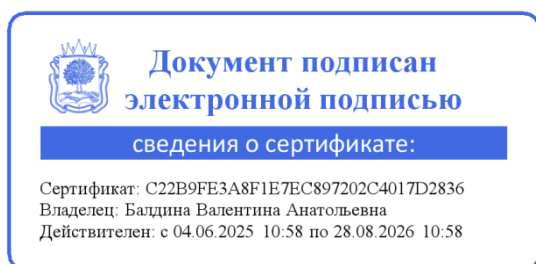 Документ подписан
электронной подписью
сведения о сертификате:
Сертификат: C22B9FE3A8F1E7EC897202C4017D2836
Владелец: Балдина Валентина Анатольевна
Действителен: с 04.06.2025 10:58 по 28.08.2026 10:58